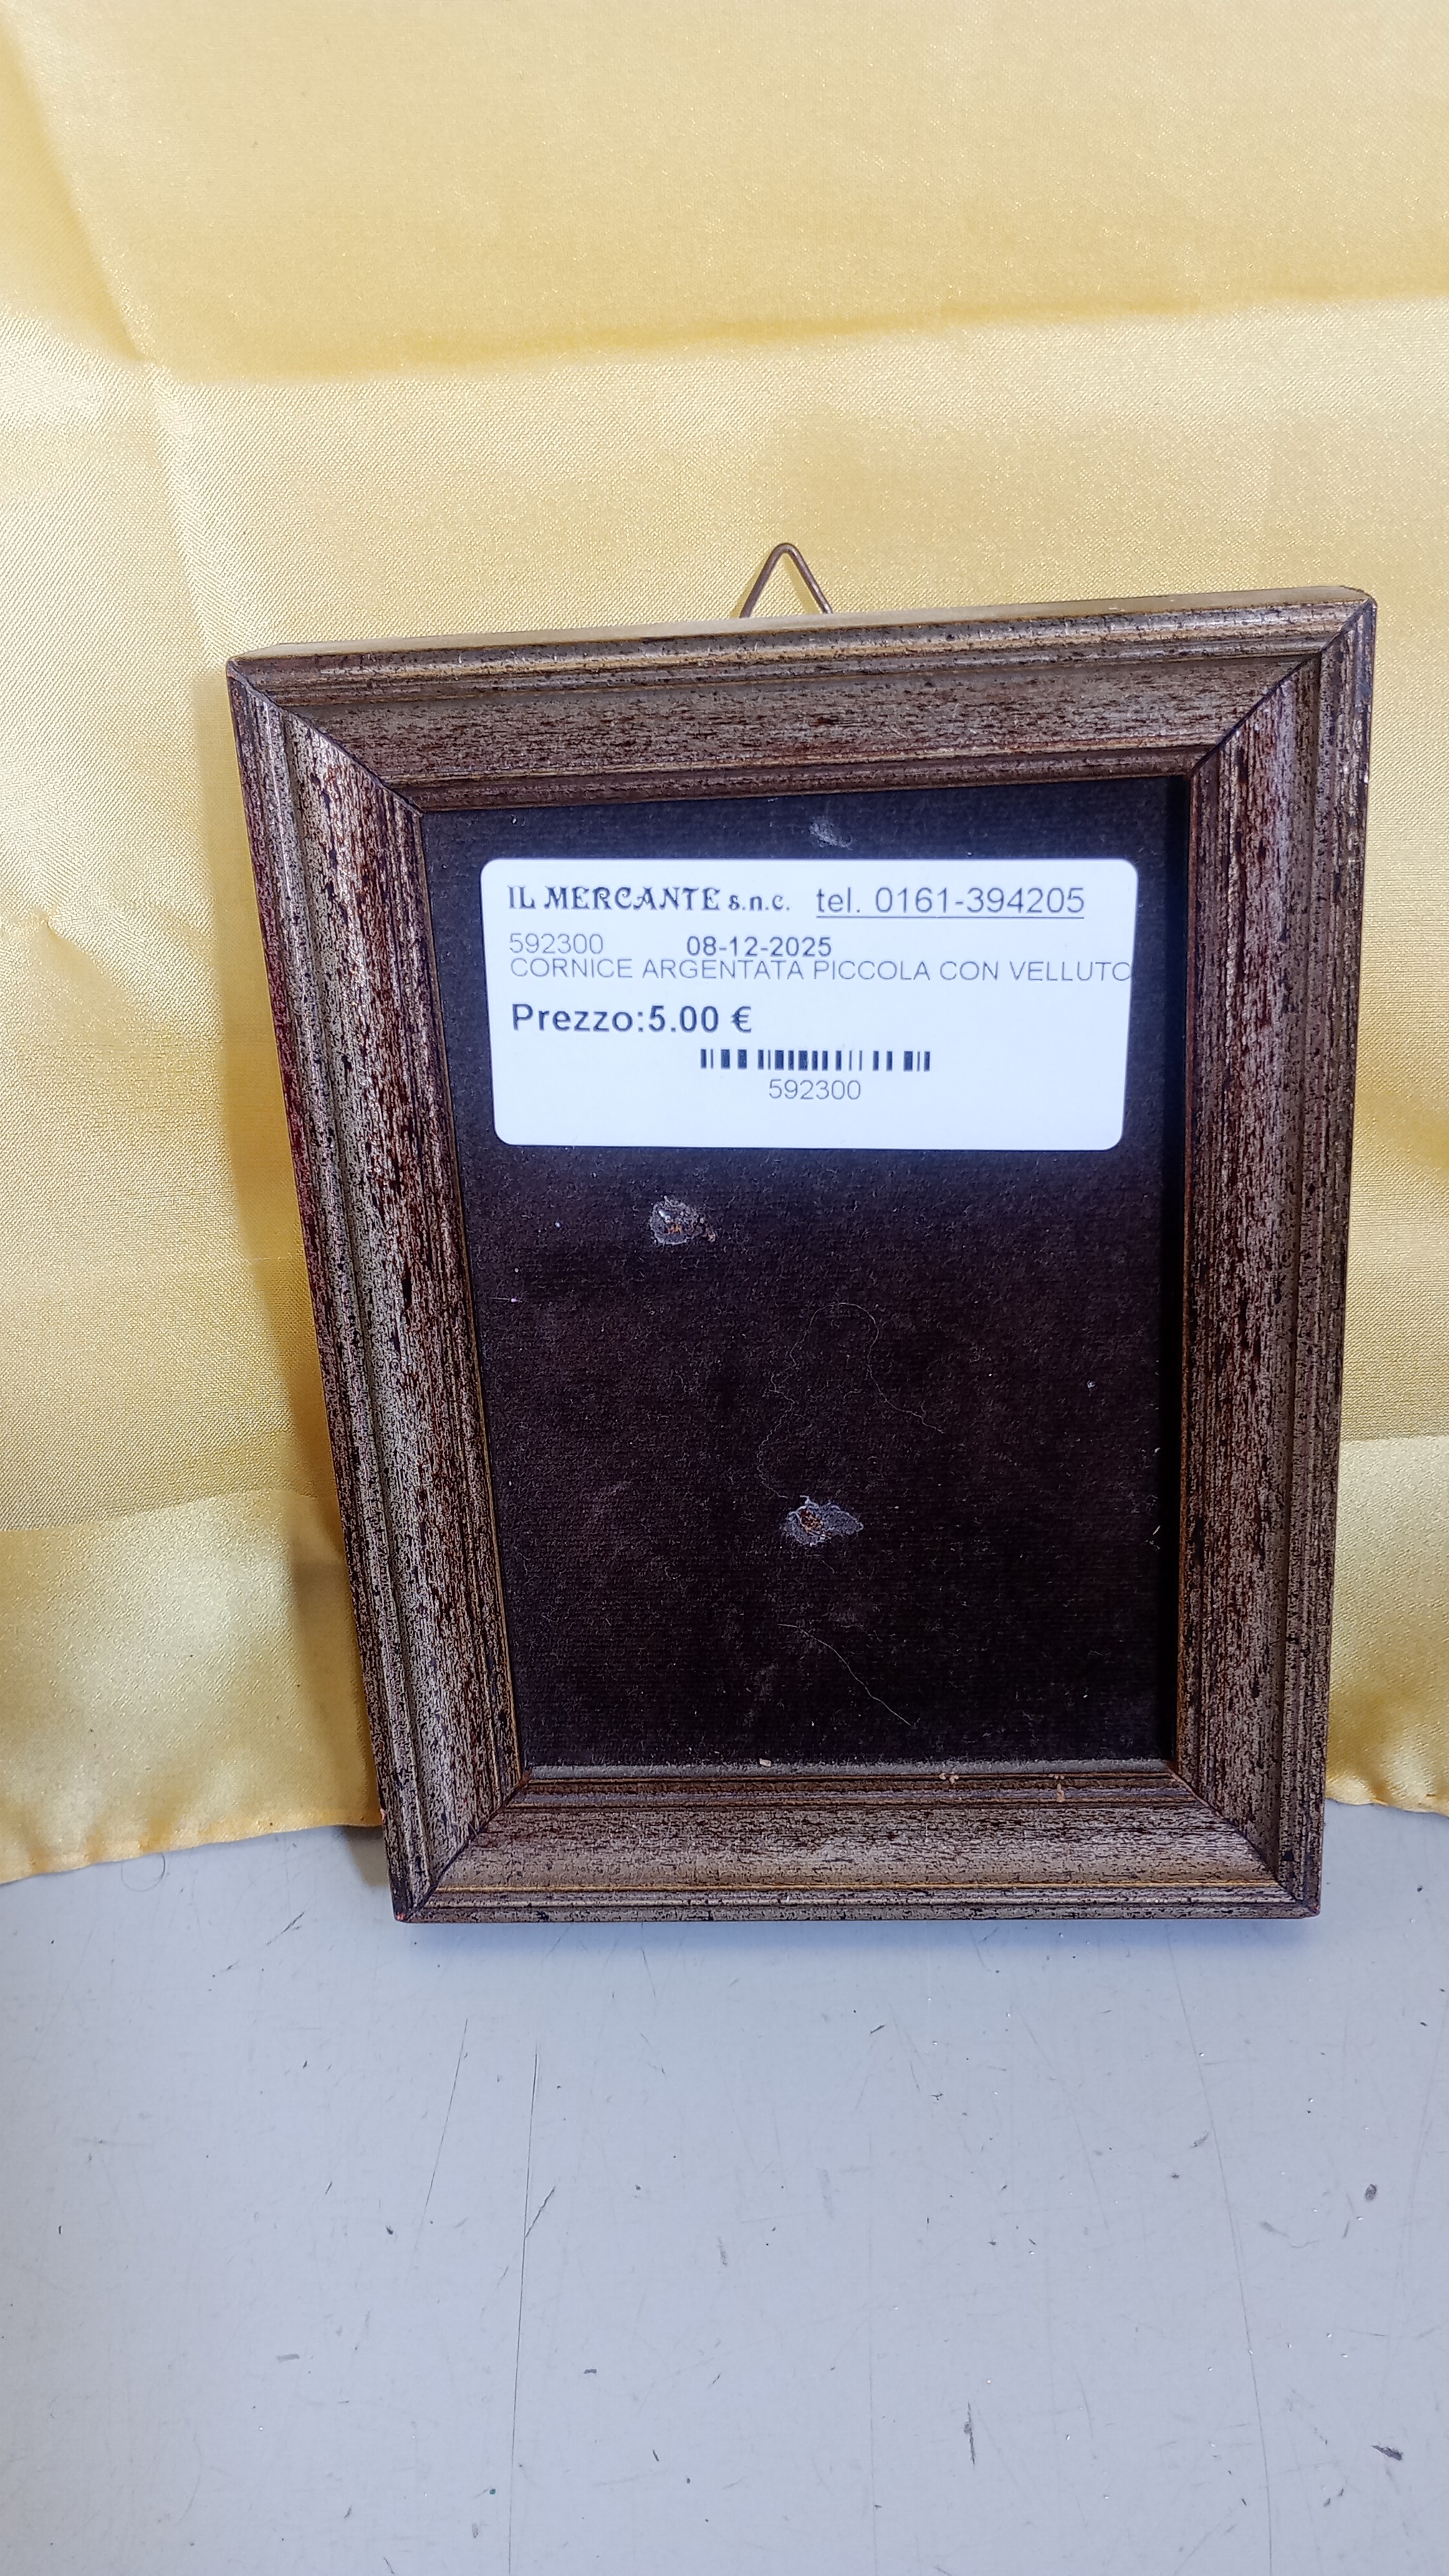 IL MERCANTE s.n.c. tel. 0161-394205
592300 08-12-2025
CORNICE ARGENTATA PICCOLA CON VELLUTO
Prezzo:5.00 €
592300